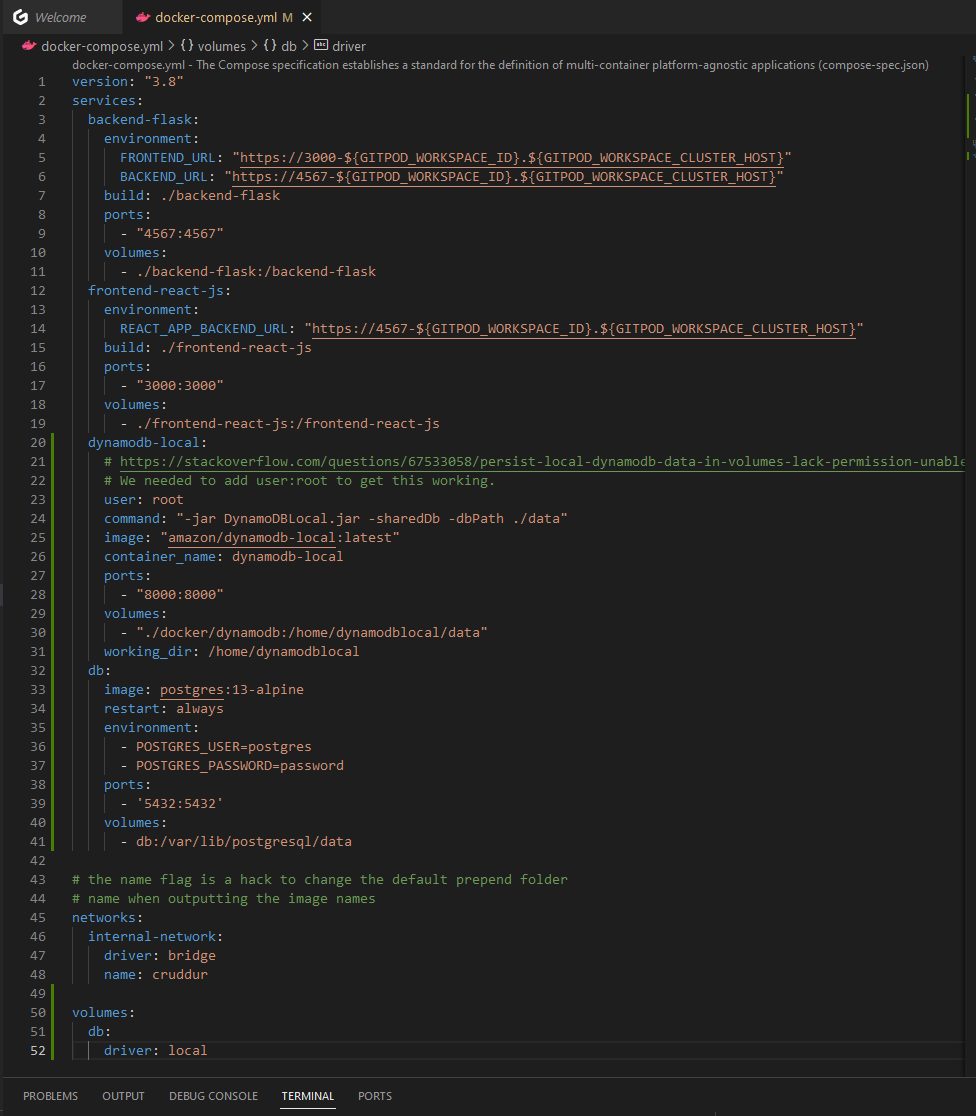 Welcome
docker-compose.yml M ×
docker-compose.yml > {} volumes > {} db > abc driver
docker-compose.yml - The Compose specification establishes a standard for the definition of multi-container platform-agnostic applications (compose-spec.json)
1 version: "3.8"
2 services:
3   backend-flask:
4     environment:
5       FRONTEND_URL: "https://3000-${GITPOD_WORKSPACE_ID}.${GITPOD_WORKSPACE_CLUSTER_HOST}"
6       BACKEND_URL: "https://4567-${GITPOD_WORKSPACE_ID}.${GITPOD_WORKSPACE_CLUSTER_HOST}"
7     build: ./backend-flask
8     ports:
9       - "4567:4567"
10     volumes:
11       - ./backend-flask:/backend-flask
12   frontend-react-js:
13     environment:
14       REACT_APP_BACKEND_URL: "https://4567-${GITPOD_WORKSPACE_ID}.${GITPOD_WORKSPACE_CLUSTER_HOST}"
15     build: ./frontend-react-js
16     ports:
17       - "3000:3000"
18     volumes:
19       - ./frontend-react-js:/frontend-react-js
20   dynamodb-local:
21     # https://stackoverflow.com/questions/67533058/persist-local-dynamodb-data-in-volumes-lack-permission-unable
22     # We needed to add user:root to get this working.
23     user: root
24     command: "-jar DynamoDBLocal.jar -sharedDb -dbPath ./data"
25     image: "amazon/dynamodb-local:latest"
26     container_name: dynamodb-local
27     ports:
28       - "8000:8000"
29     volumes:
30       - "./docker/dynamodb:/home/dynamodblocal/data"
31     working_dir: /home/dynamodblocal
32   db:
33     image: postgres:13-alpine
34     restart: always
35     environment:
36       - POSTGRES_USER=postgres
37       - POSTGRES_PASSWORD=password
38     ports:
39       - '5432:5432'
40     volumes:
41       - db:/var/lib/postgresql/data
42
43 # the name flag is a hack to change the default prepend folder
44 # name when outputting the image names
45 networks:
46   internal-network:
47     driver: bridge
48     name: cruddur
49
50 volumes:
51   db:
52     driver: local
PROBLEMS OUTPUT DEBUG CONSOLE TERMINAL PORTS